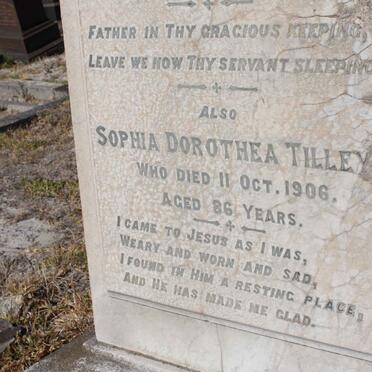 FATHER IN THY GRACIOUS KEEPING,
LEAVE WE NOW THY SERVANT SLEEPING
ALSO
SOPHIA DOROTHEA TILLEY
WHO DIED 11 OCT. 1906.
AGED 86 YEARS.
I CAME TO JESUS AS I WAS,
WEARY AND WORN AND SAD,
I FOUND IN HIM A RESTING PLACE,
AND HE HAS MADE ME GLAD.